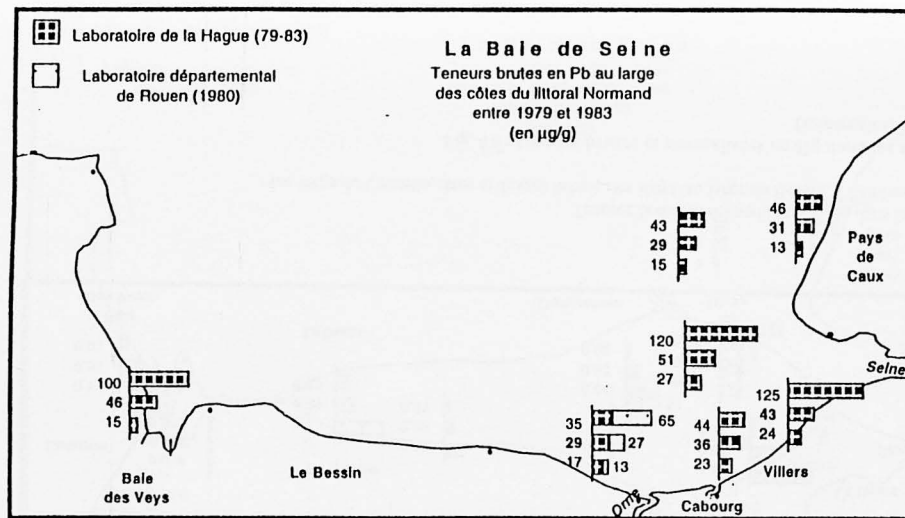 Laboratoire de la Hague (79-83)
Laboratoire départemental
de Rouen (1980)
La Baie de Seine
Teneurs brutes en Pb au large
des côtes du littoral Normand
entre 1979 et 1983
(en µg/g)
43
29
15
46
31
13
Pays
de
Caux
120
51
27
Seine
100
46
15
125
43
24
35
65
29
27
17
13
44
36
23
Villers
Baie
des Veys
Le Bessin
Orne
Cabourg